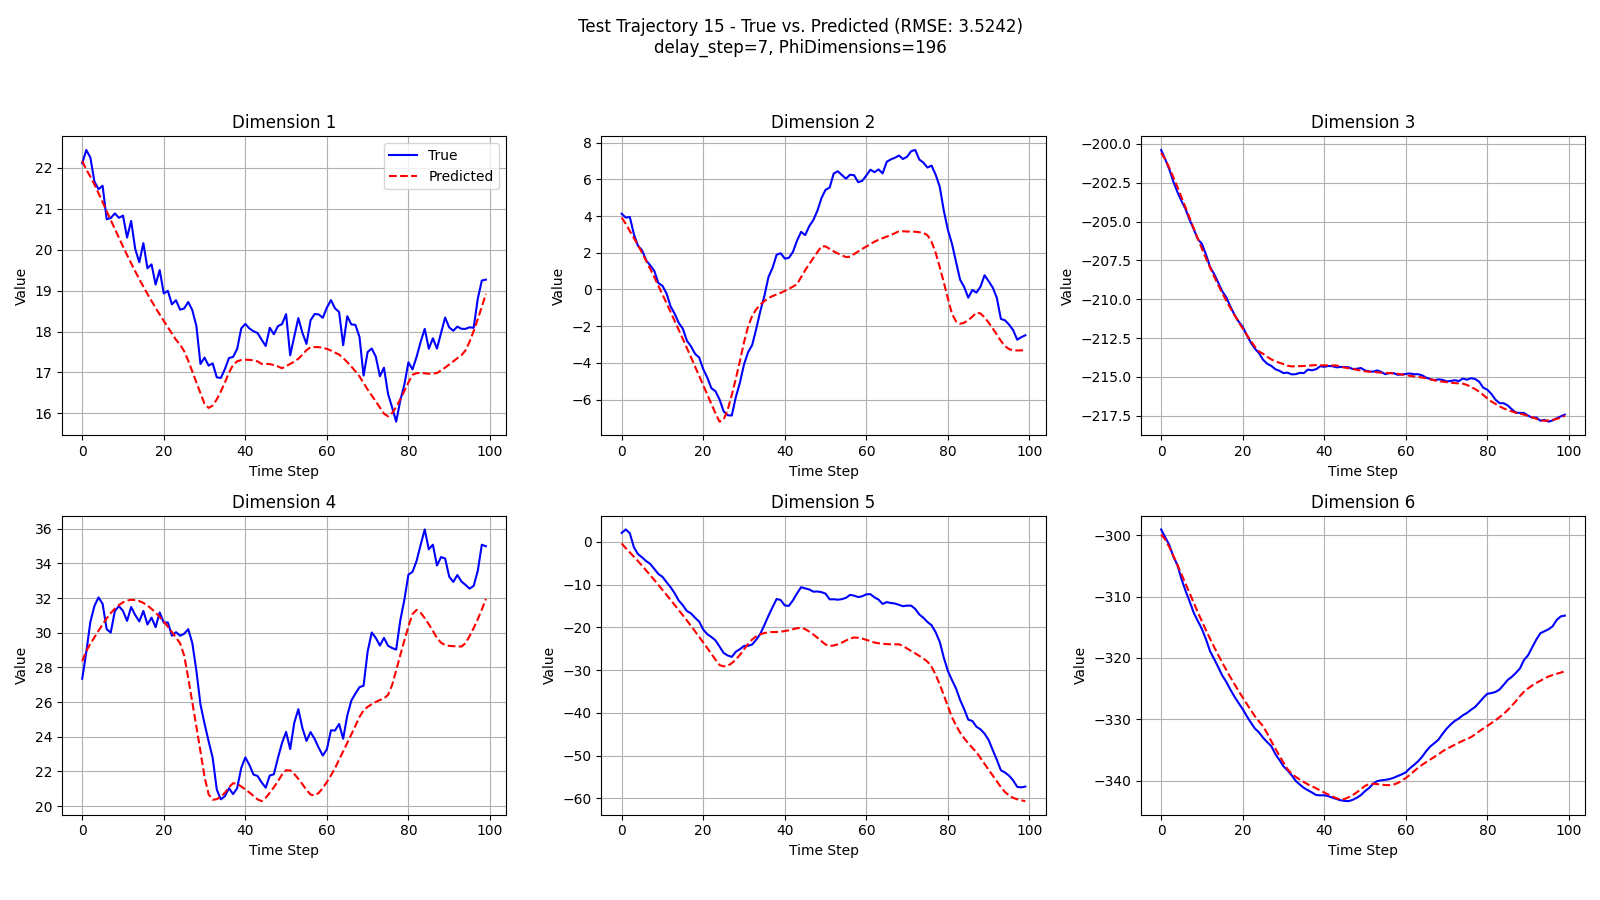 Test Trajectory 15 - True vs. Predicted (RMSE: 3.5242)
delay_step=7, PhiDimensions=196
Dimension 1
Value
22
21
20
19
18
17
16
0 20 40 60 80 100
Time Step
True
Predicted
Dimension 2
Value
8
6
4
2
0
−2
−4
−6
0 20 40 60 80 100
Time Step
Dimension 3
Value
−200.0
−202.5
−205.0
−207.5
−210.0
−212.5
−215.0
−217.5
0 20 40 60 80 100
Time Step
Dimension 4
Value
36
34
32
30
28
26
24
22
20
0 20 40 60 80 100
Time Step
Dimension 5
Value
0
−10
−20
−30
−40
−50
−60
0 20 40 60 80 100
Time Step
Dimension 6
Value
−300
−310
−320
−330
−340
0 20 40 60 80 100
Time Step